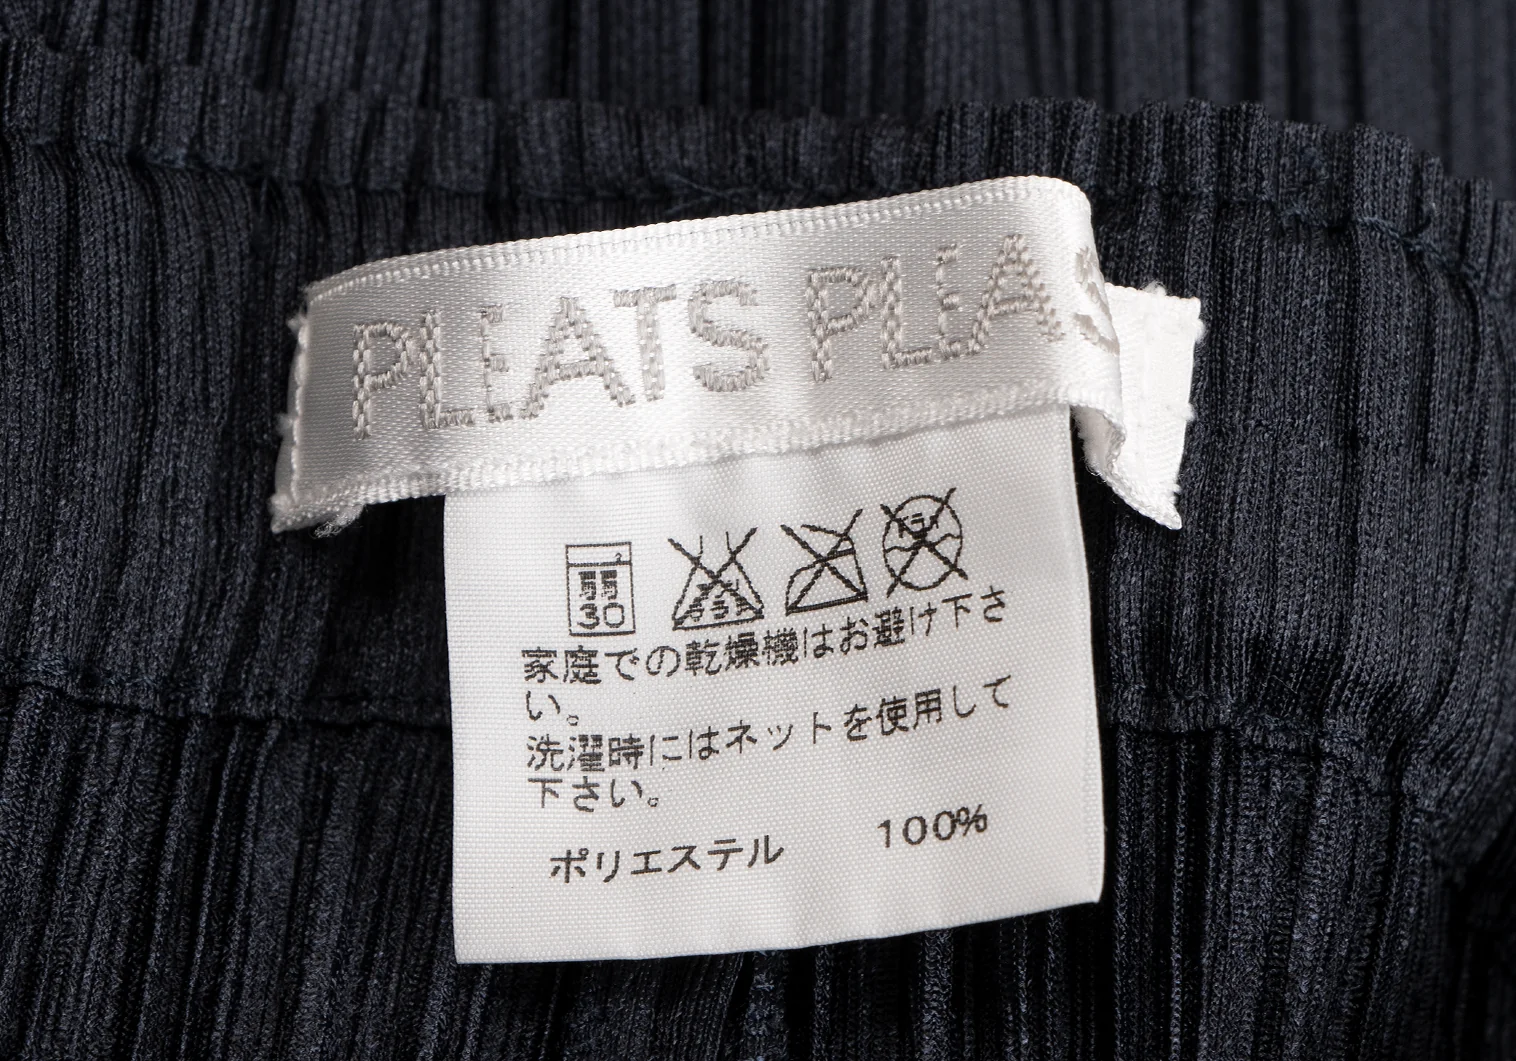 PLEATS PLEAS
弱
30
家庭での乾燥機はお避け下さ
い。
洗濯時にはネットを使用して
下さい。
ポリエステル 100%